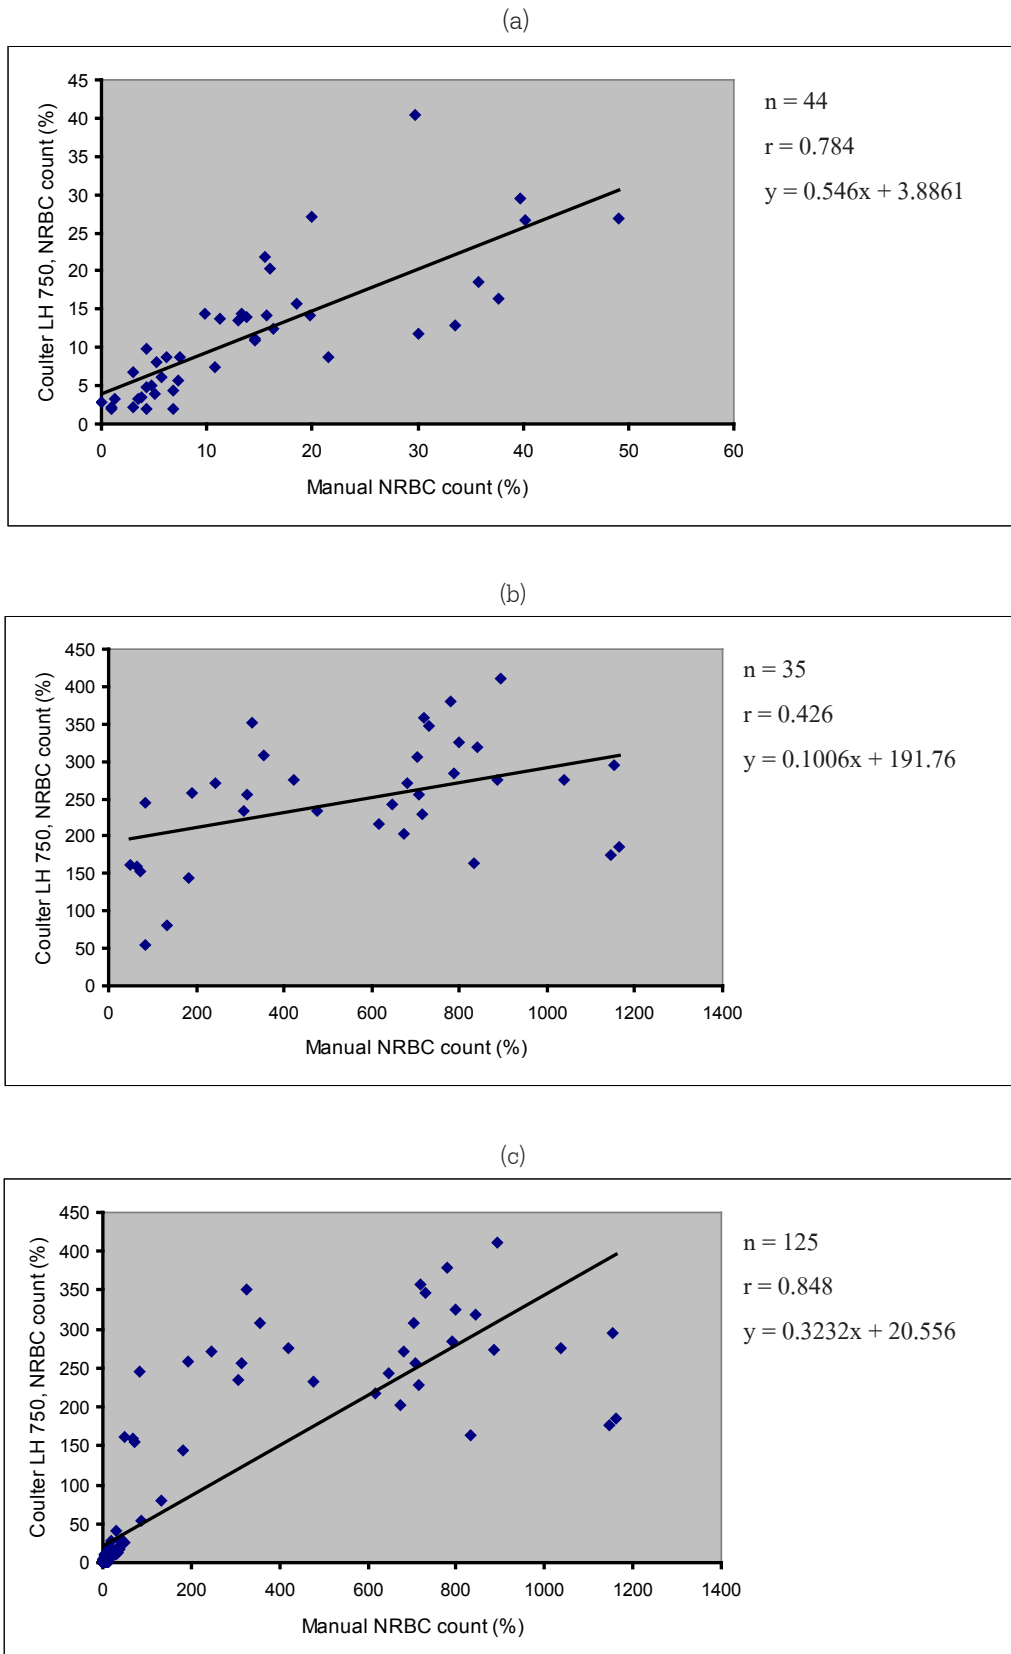 (a)
45
40
35
30
25
20
15
10
5
0
Coulter LH 750, NRBC count (%)
0 10 20 30 40 50 60
Manual NRBC count (%)
n = 44
r = 0.784
y = 0.546x + 3.8861
(b)
450
400
350
300
250
200
150
100
50
0
Coulter LH 750, NRBC count (%)
0 200 400 600 800 1000 1200 1400
Manual NRBC count (%)
n = 35
r = 0.426
y = 0.1006x + 191.76
(c)
450
400
350
300
250
200
150
100
50
0
Coulter LH 750, NRBC count (%)
0 200 400 600 800 1000 1200 1400
Manual NRBC count (%)
n = 125
r = 0.848
y = 0.3232x + 20.556